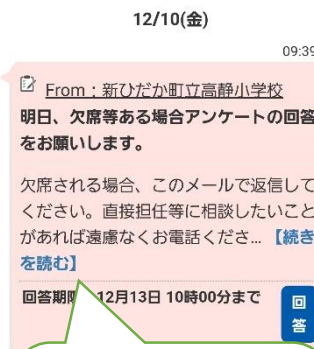 12/10(金)
09:39
From：新ひだか町立高静小学校
明日、欠席等ある場合アンケートの回答
をお願いします。
欠席される場合、このメールで返信して
ください。直接担任等に相談したいこと
があれば遠慮なくお電話くださ... 【続き
を読む】
回答期 12月13日 10時00分まで
回
答